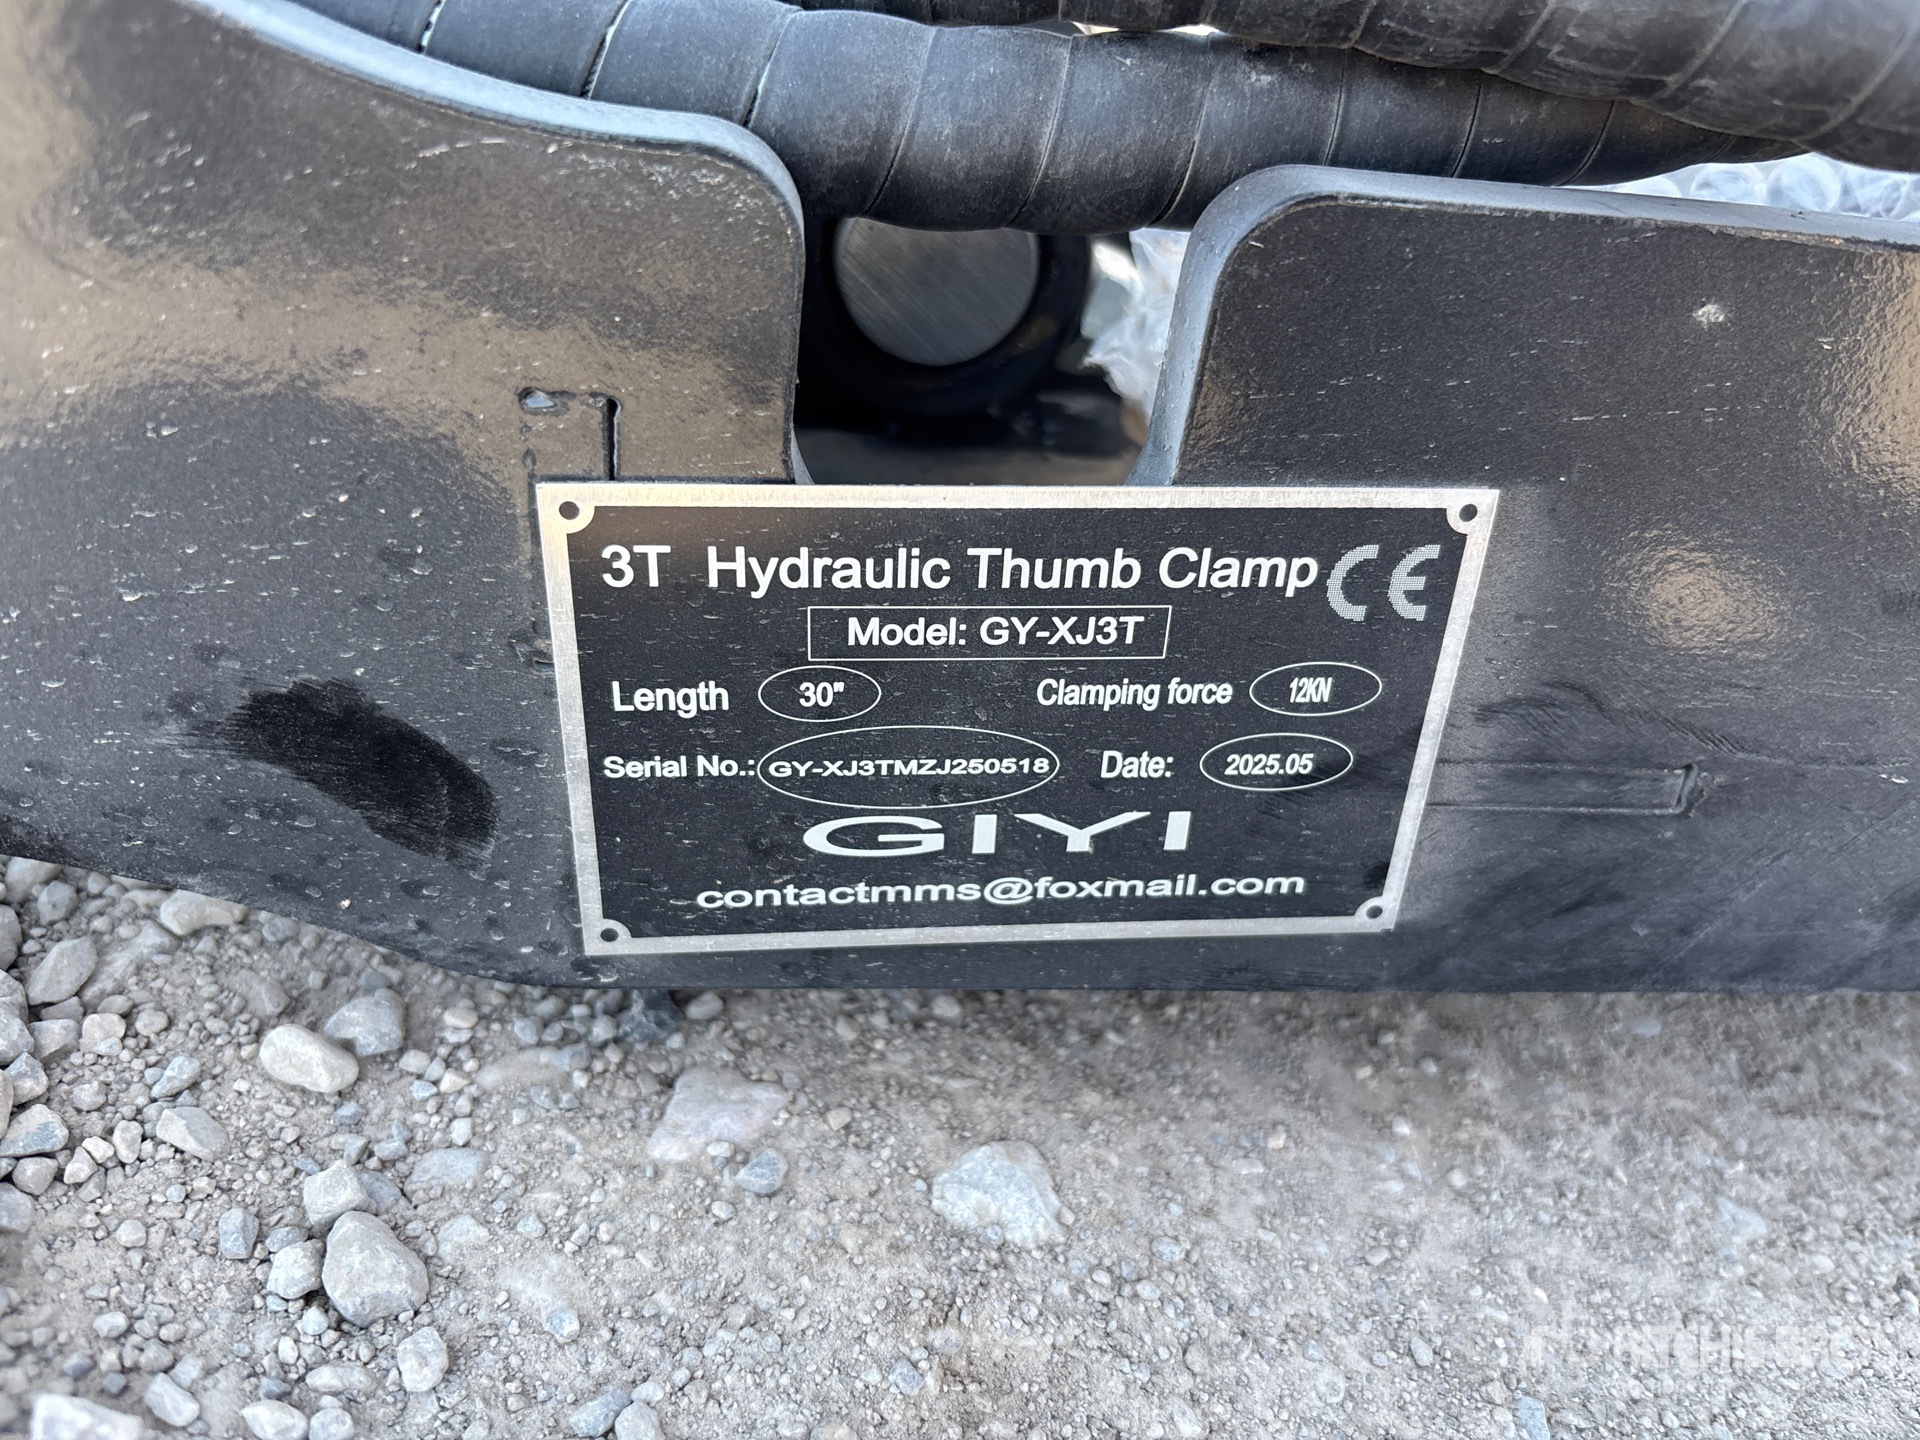 3T Hydraulic Thumb Clamp CE
Model: GY-XJ3T
Length 30" Clamping force 12KN
Serial No.: GY-XJ3TMZJ250518 Date: 2025.05
GIYI
contactmms@foxmail.com